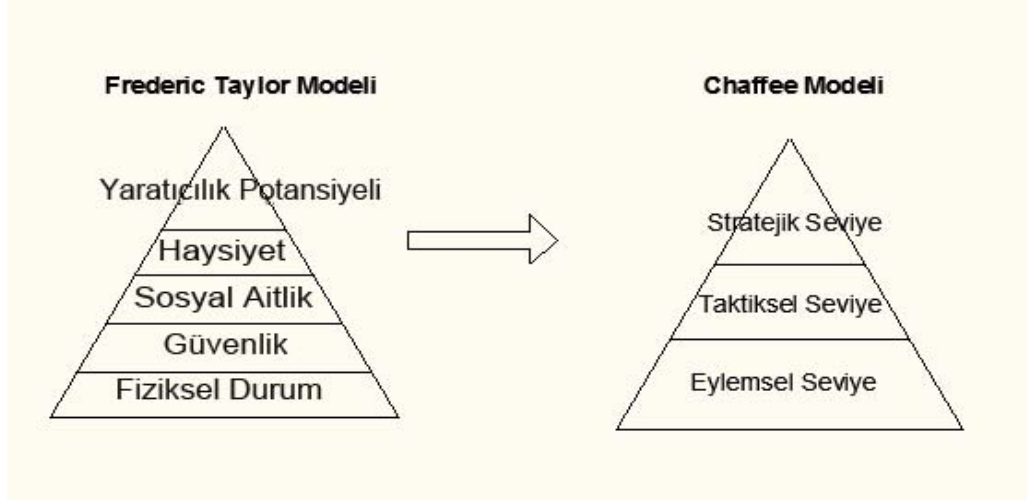 Frederic Taylor Modeli
Yaratıcılık Potansiyeli
Haysiyet
Sosyal Aitlik
Güvenlik
Fiziksel Durum
Chaffee Modeli
Stratejik Seviye
Taktiksel Seviye
Eylemsel Seviye